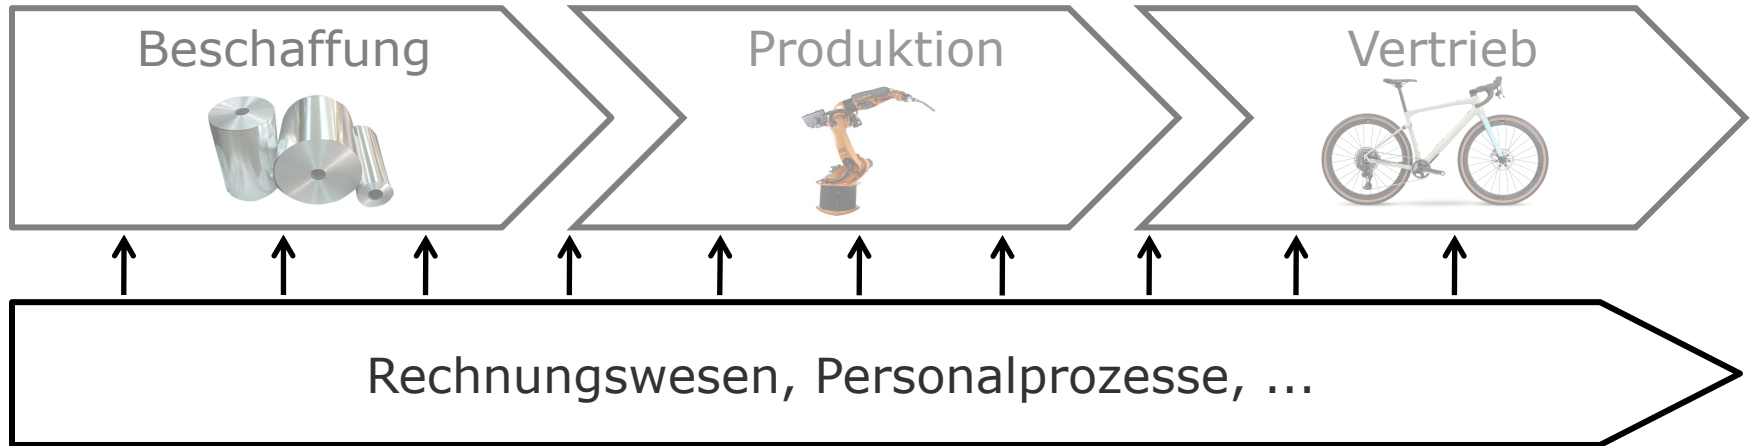 Beschaffung
Produktion
Vertrieb
Rechnungswesen, Personalprozesse, ...